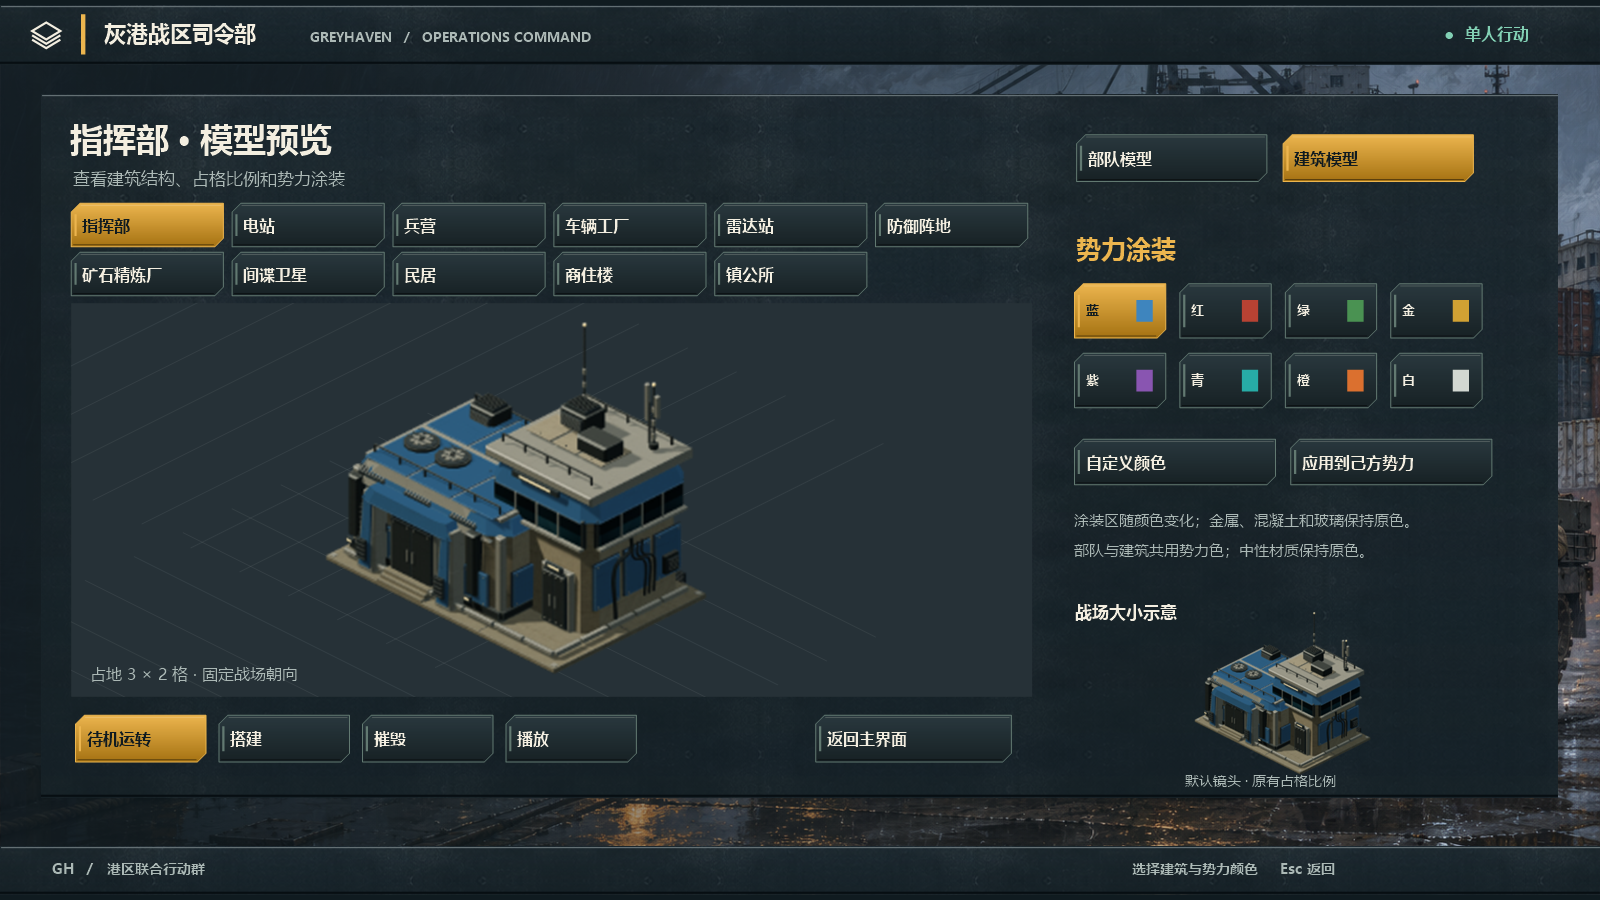 灰港战区司令部
GREYHAVEN / OPERATIONS COMMAND
单人行动
指挥部 • 模型预览
查看建筑结构、占格比例和势力涂装
部队模型
建筑模型
指挥部
电站
兵营
车辆工厂
雷达站
防御阵地
矿石精炼厂
间谍卫星
民居
商住楼
镇公所
势力涂装
蓝
红
绿
金
紫
青
橙
白
自定义颜色
应用到己方势力
涂装区随颜色变化；金属、混凝土和玻璃保持原色。
部队与建筑共用势力色；中性材质保持原色。
战场大小示意
默认镜头 · 原有占格比例
占地 3 × 2 格 · 固定战场朝向
待机运转
搭建
摧毁
播放
返回主界面
GH / 港区联合行动群
选择建筑与势力颜色
Esc 返回